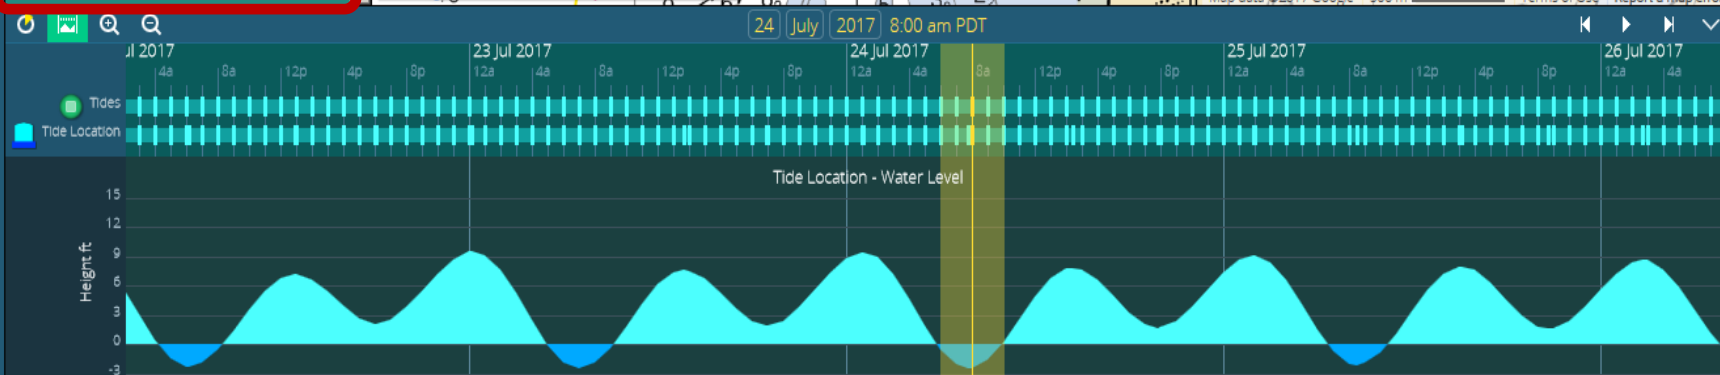 24 July 2017 8:00 am PDT
ul 2017 23 Jul 2017 24 Jul 2017 25 Jul 2017 26 Jul 2017
4a 8a 12p 4p 8p 12a 4a 8a 12p 4p 8p 12a 4a 8a 12p 4p 8p 12a 4a 8a 12p 4p 8p 12a 4a
Tides
Tide Location
Tide Location - Water Level
15
12
9
6
3
0
-3
Height ft